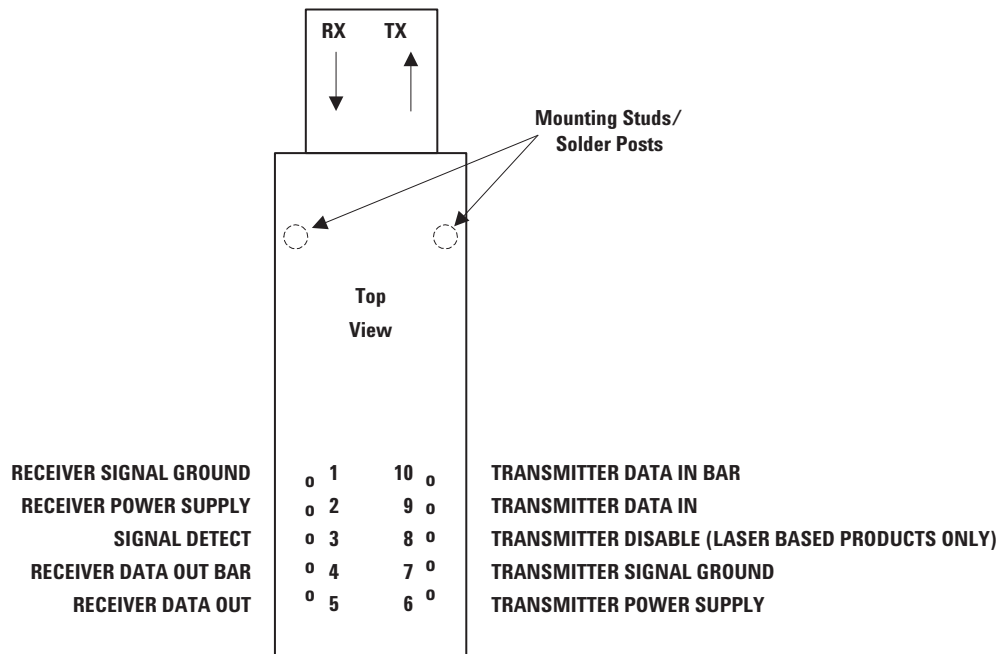 RX TX
Mounting Studs/
Solder Posts
Top
View
RECEIVER SIGNAL GROUND o 1 10 o TRANSMITTER DATA IN BAR
RECEIVER POWER SUPPLY o 2 9 o TRANSMITTER DATA IN
SIGNAL DETECT o 3 8 o TRANSMITTER DISABLE (LASER BASED PRODUCTS ONLY)
RECEIVER DATA OUT BAR o 4 7 o TRANSMITTER SIGNAL GROUND
RECEIVER DATA OUT o 5 6 o TRANSMITTER POWER SUPPLY